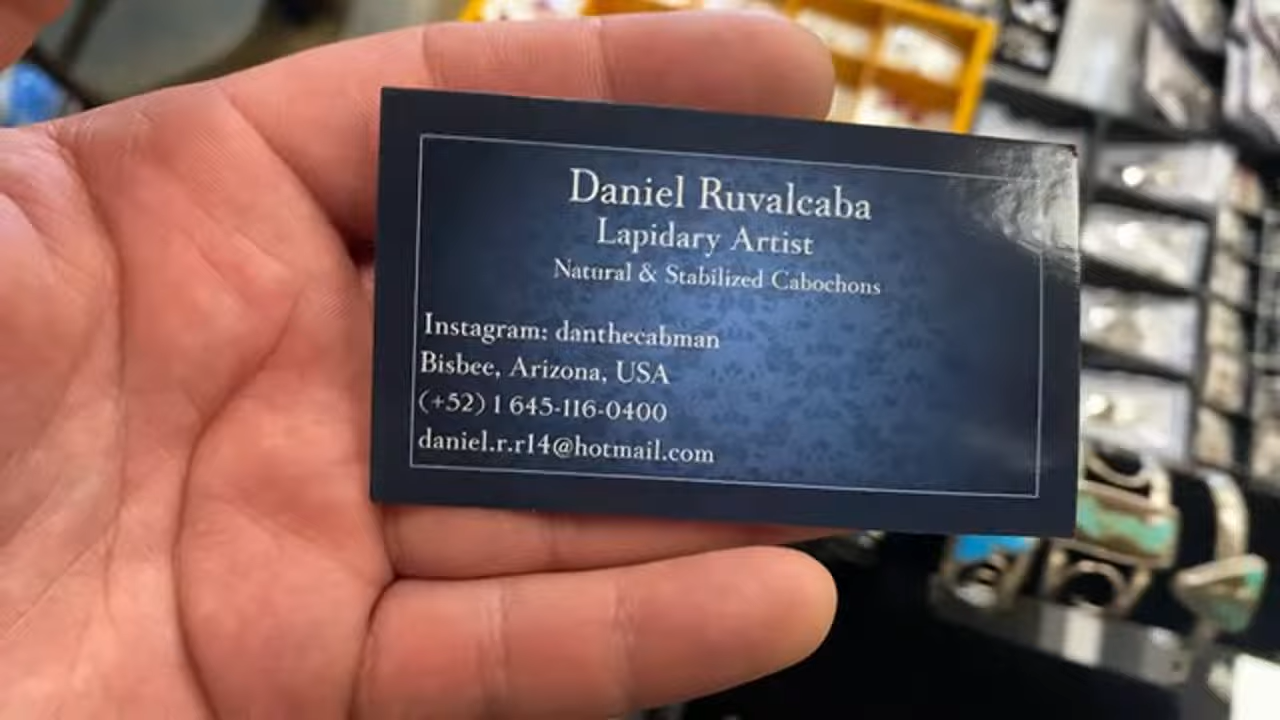 Daniel Ruvalcaba
Lapidary Artist
Natural & Stabilized Cabochons
Instagram: danthecabman
Bisbee, Arizona, USA
(+52) 1 645-116-0400
daniel.r.r14@hotmail.com